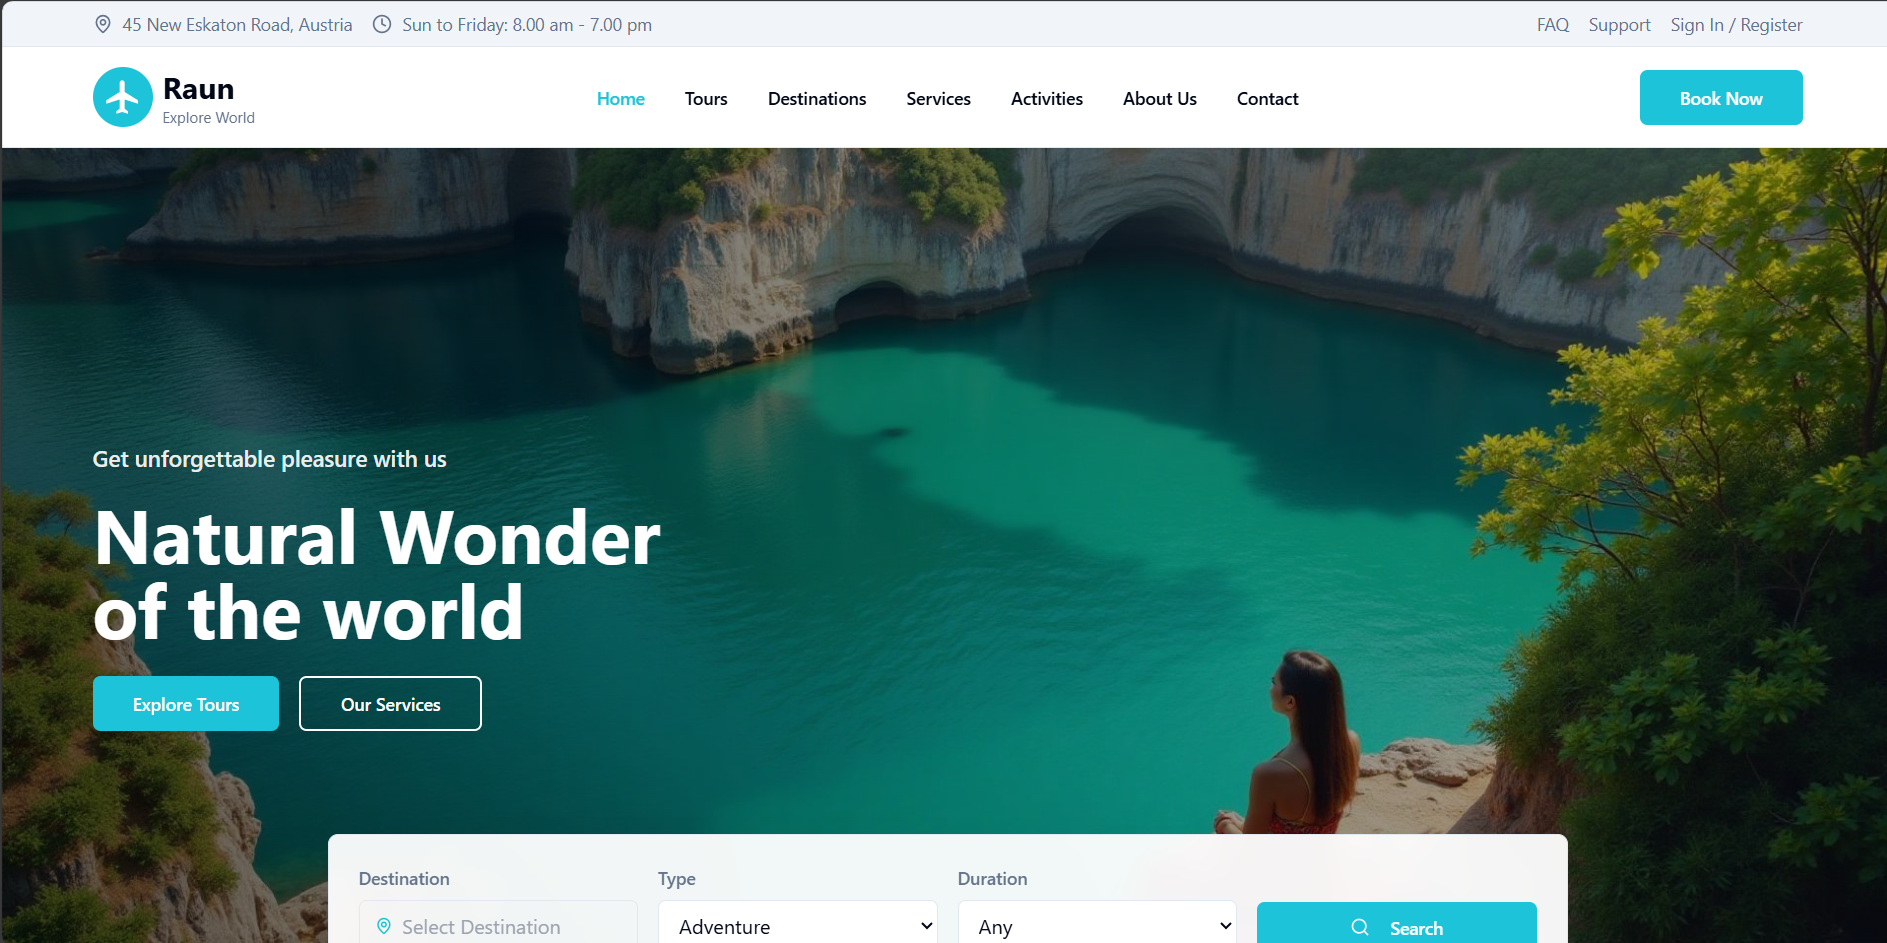 45 New Eskaton Road, Austria
Sun to Friday: 8.00 am - 7.00 pm
FAQ
Support
Sign In / Register
Raun
Explore World
Home
Tours
Destinations
Services
Activities
About Us
Contact
Book Now
Get unforgettable pleasure with us
Natural Wonder
of the world
Explore Tours
Our Services
Destination
Type
Duration
Select Destination
Adventure
Any
Search